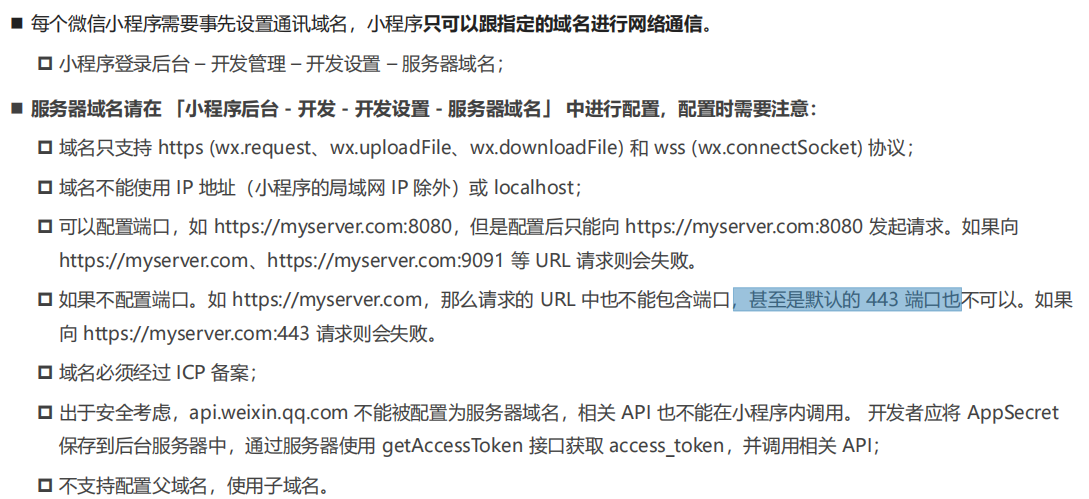 每个微信小程序需要事先设置通讯域名，小程序只可以跟指定的域名进行网络通信。
小程序登录后台 – 开发管理 – 开发设置 – 服务器域名；
服务器域名请在 「小程序后台 - 开发 - 开发设置 - 服务器域名」 中进行配置，配置时需要注意：
域名只支持 https (wx.request、wx.uploadFile、wx.downloadFile) 和 wss (wx.connectSocket) 协议；
域名不能使用 IP 地址（小程序的局域网 IP 除外）或 localhost；
可以配置端口，如 https://myserver.com:8080，但是配置后只能向 https://myserver.com:8080 发起请求。如果向
https://myserver.com、https://myserver.com:9091 等 URL 请求则会失败。
如果不配置端口。如 https://myserver.com，那么请求的 URL 中也不能包含端口，甚至是默认的 443 端口也不可以。如果
向 https://myserver.com:443 请求则会失败。
域名必须经过 ICP 备案；
出于安全考虑，api.weixin.qq.com 不能被配置为服务器域名，相关 API 也不能在小程序内调用。 开发者应将 AppSecret
保存到后台服务器中，通过服务器使用 getAccessToken 接口获取 access_token，并调用相关 API；
不支持配置父域名，使用子域名。